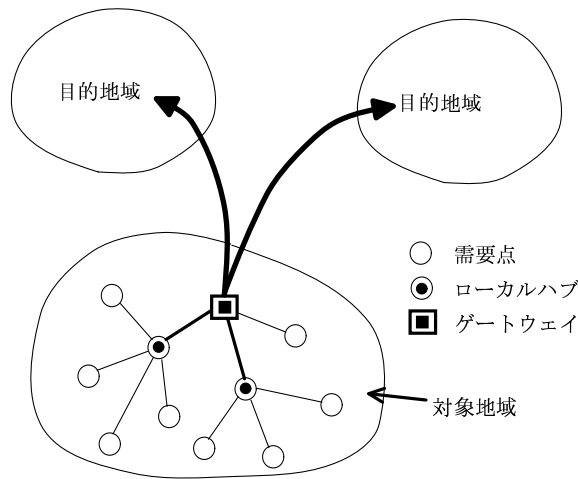 目的地域
目的地域
需要点
ローカルハブ
ゲートウェイ
対象地域